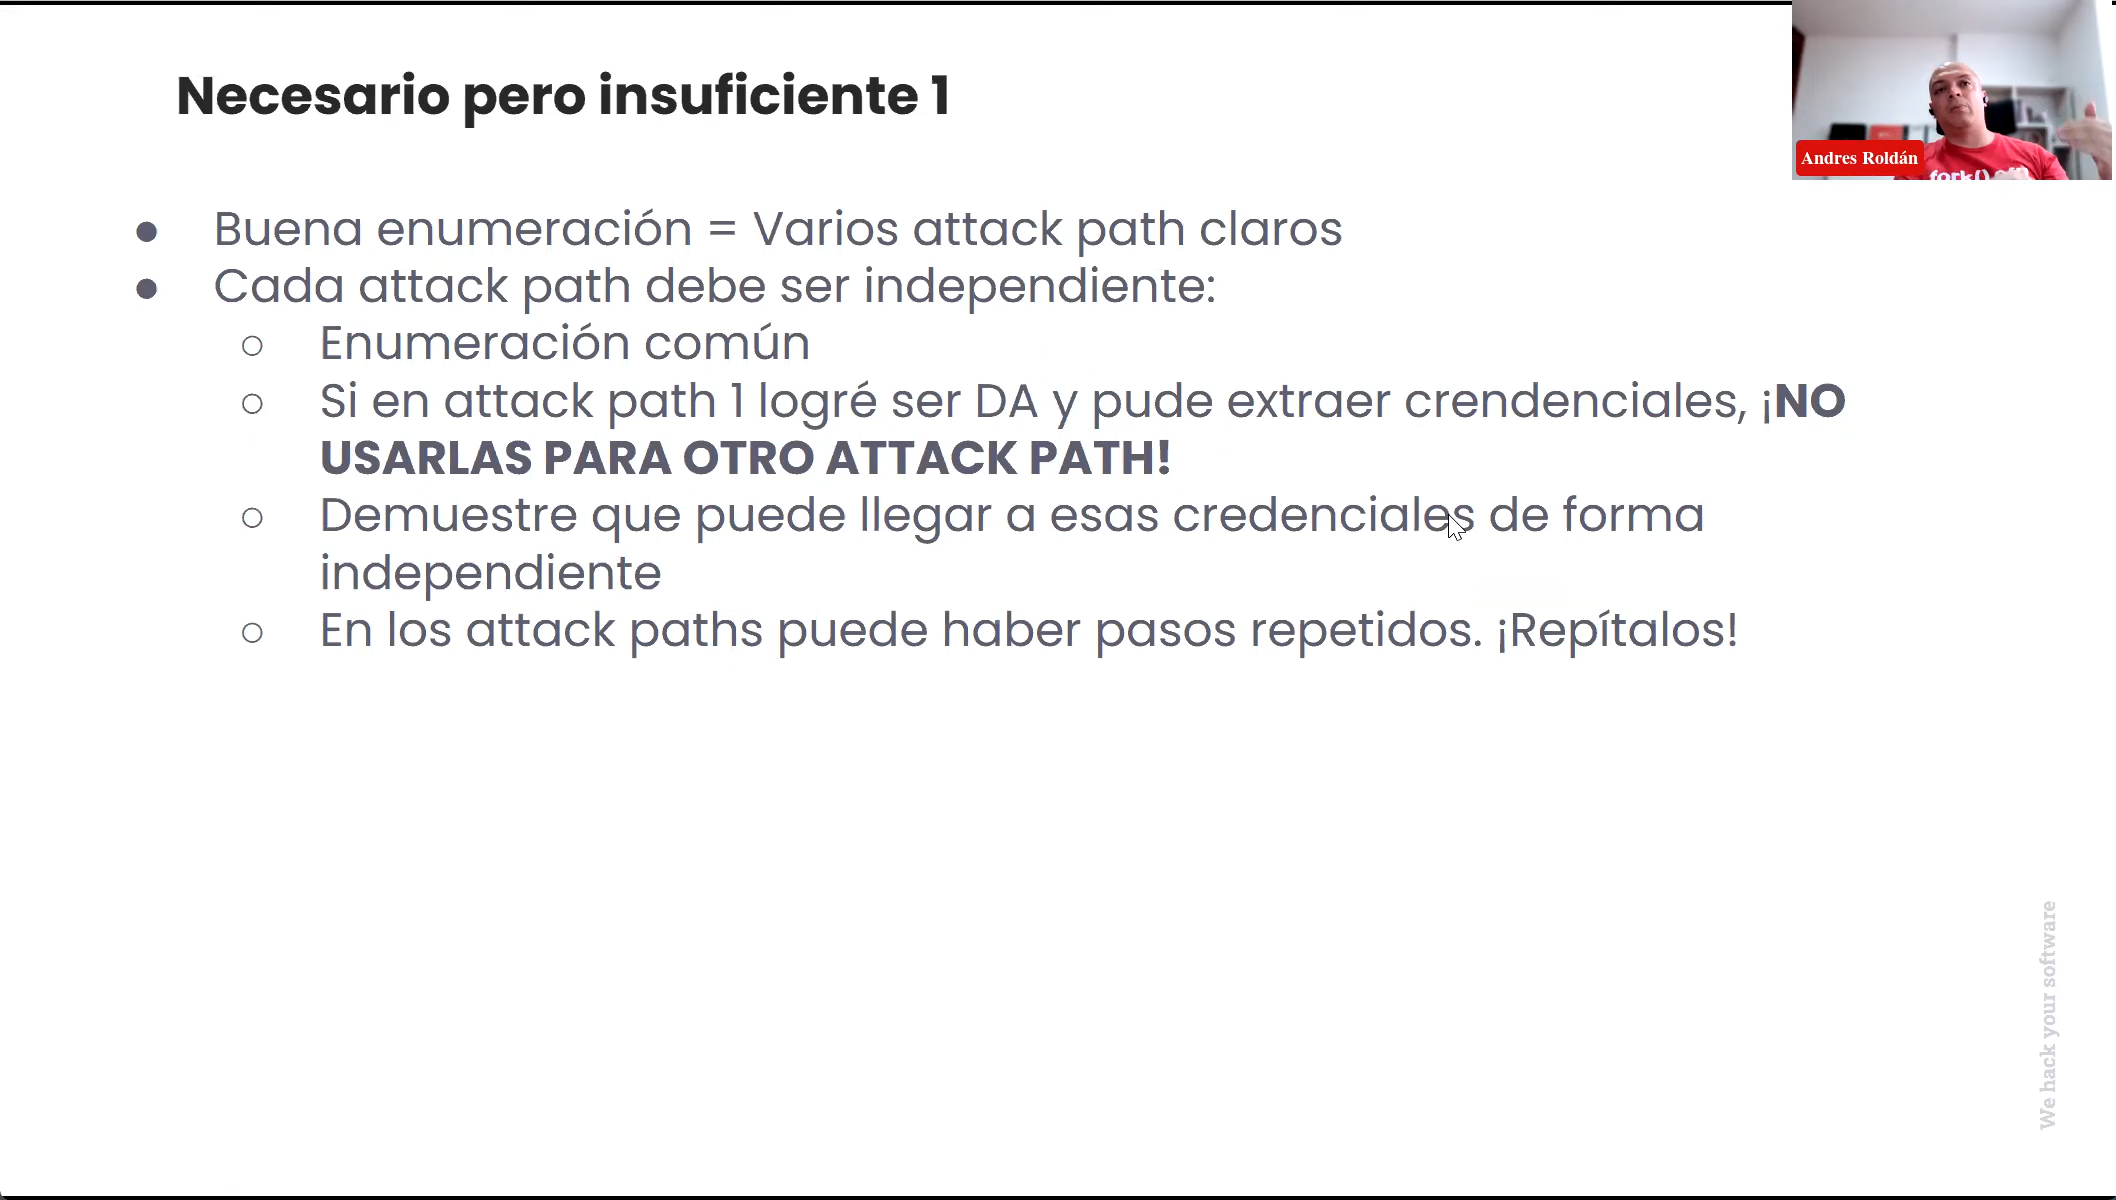 Necesario pero insuficiente 1
Andres Roldán
● Buena enumeración = Varios attack path claros
● Cada attack path debe ser independiente:
○ Enumeración común
○ Si en attack path 1 logré ser DA y pude extraer crendenciales, ¡NO
USARLAS PARA OTRO ATTACK PATH!
○ Demuestre que puede llegar a esas credenciales de forma
independiente
○ En los attack paths puede haber pasos repetidos. ¡Repítalos!
We hack your software